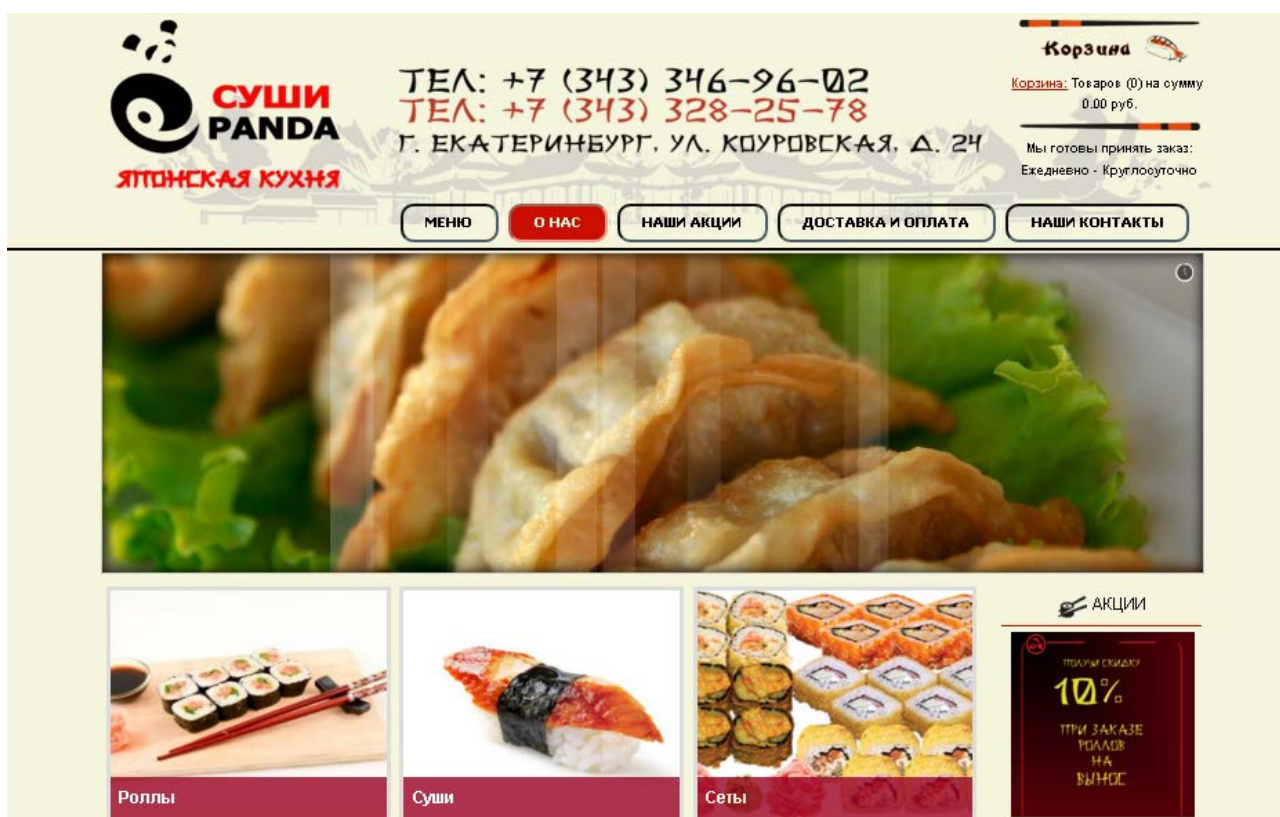 СУШИ
PANDA
ЯПОНСКАЯ КУХНЯ
ТЕЛ: +7 (343) 346-96-02
ТЕЛ: +7 (343) 328-25-78
Г. ЕКАТЕРИНБУРГ, УЛ. КОУРОВСКАЯ, Д. 24
Корзина
Корзина: Товаров (0) на сумму
0.00 руб.
Мы готовы принять заказ:
Ежедневно - Круглосуточно
МЕНЮ
О НАС
НАШИ АКЦИИ
ДОСТАВКА И ОПЛАТА
НАШИ КОНТАКТЫ
Роллы
Суши
Сеты
АКЦИИ
ПОЛУЧИ СКИДКУ
10%
ПРИ ЗАКАЗЕ
РОЛЛОВ
НА
ВЫНОС